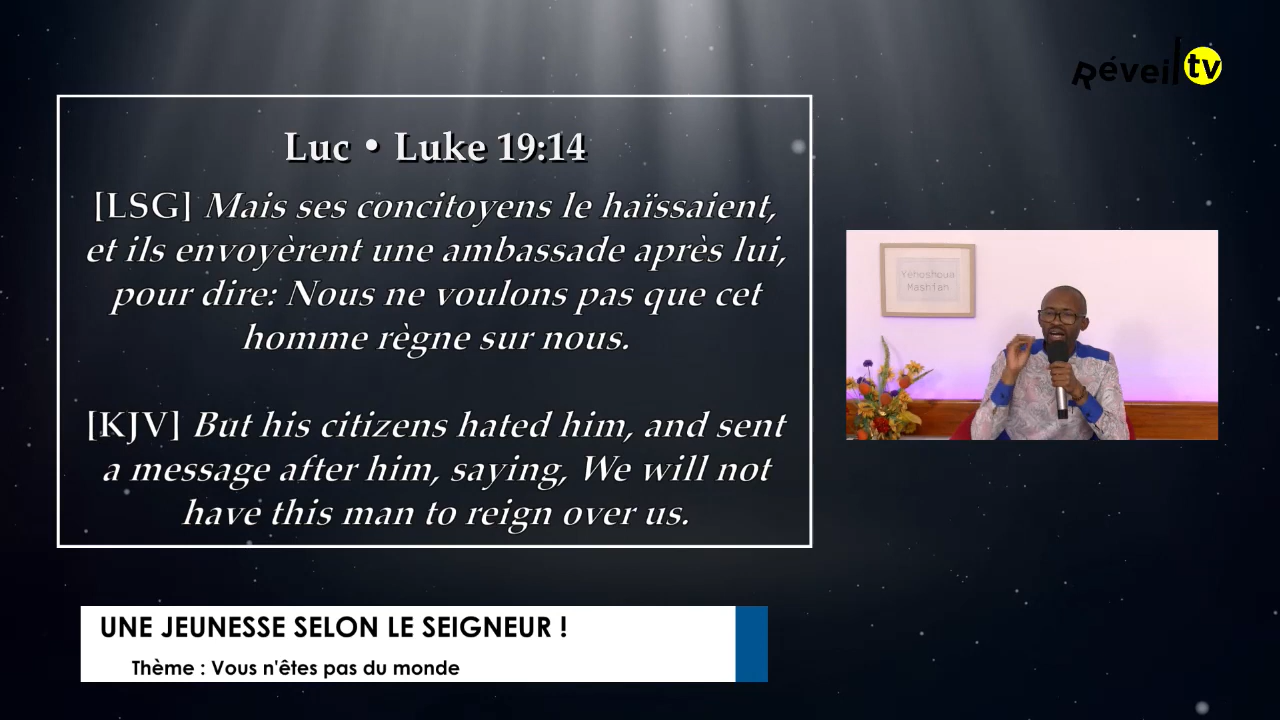 Réveil tv
Luc • Luke 19:14
[LSG] Mais ses concitoyens le haïssaient,
et ils envoyèrent une ambassade après lui,
pour dire: Nous ne voulons pas que cet
homme règne sur nous.
[KJV] But his citizens hated him, and sent
a message after him, saying, We will not
have this man to reign over us.
Yéhoshoua
Mashian
UNE JEUNESSE SELON LE SEIGNEUR !
Thème : Vous n'êtes pas du monde